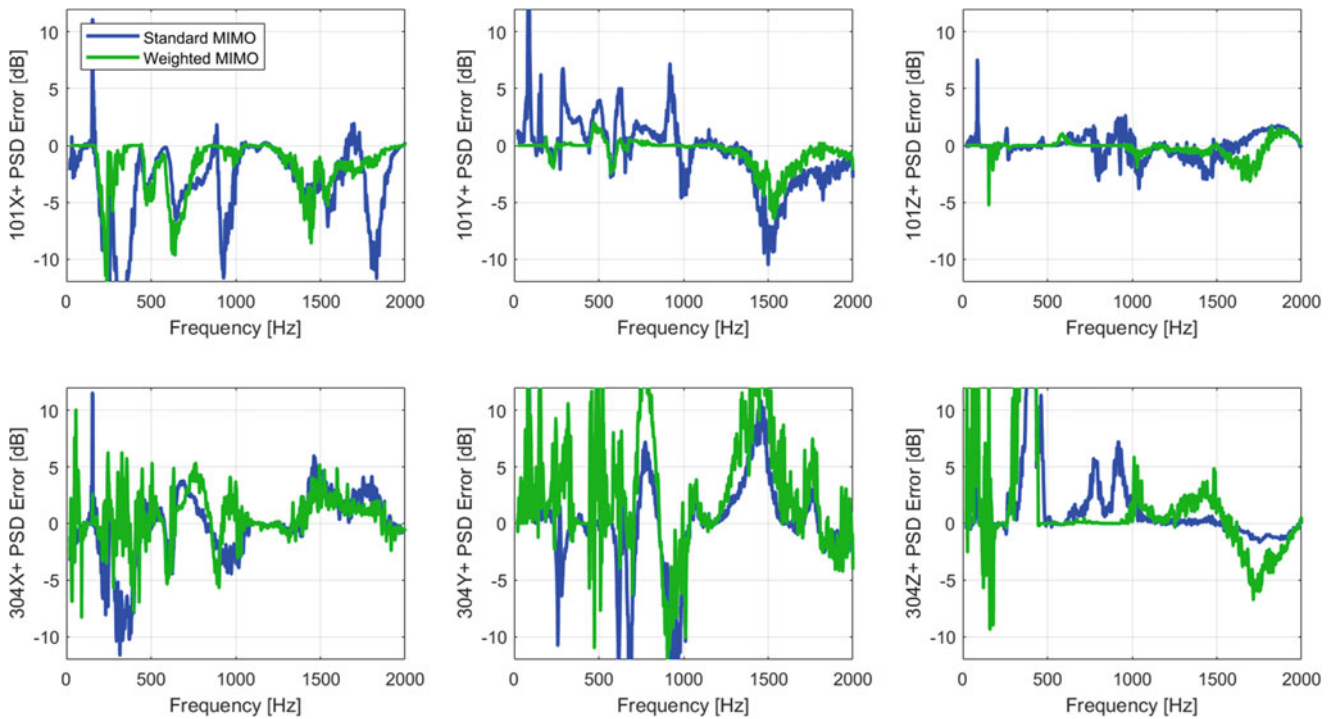 Standard MIMO
Weighted MIMO
101X+ PSD Error [dB]
10
5
0
-5
-10
0 500 1000 1500 2000
Frequency [Hz]
101Y+ PSD Error [dB]
10
5
0
-5
-10
0 500 1000 1500 2000
Frequency [Hz]
101Z+ PSD Error [dB]
10
5
0
-5
-10
0 500 1000 1500 2000
Frequency [Hz]
304X+ PSD Error [dB]
10
5
0
-5
-10
0 500 1000 1500 2000
Frequency [Hz]
304Y+ PSD Error [dB]
10
5
0
-5
-10
0 500 1000 1500 2000
Frequency [Hz]
304Z+ PSD Error [dB]
10
5
0
-5
-10
0 500 1000 1500 2000
Frequency [Hz]